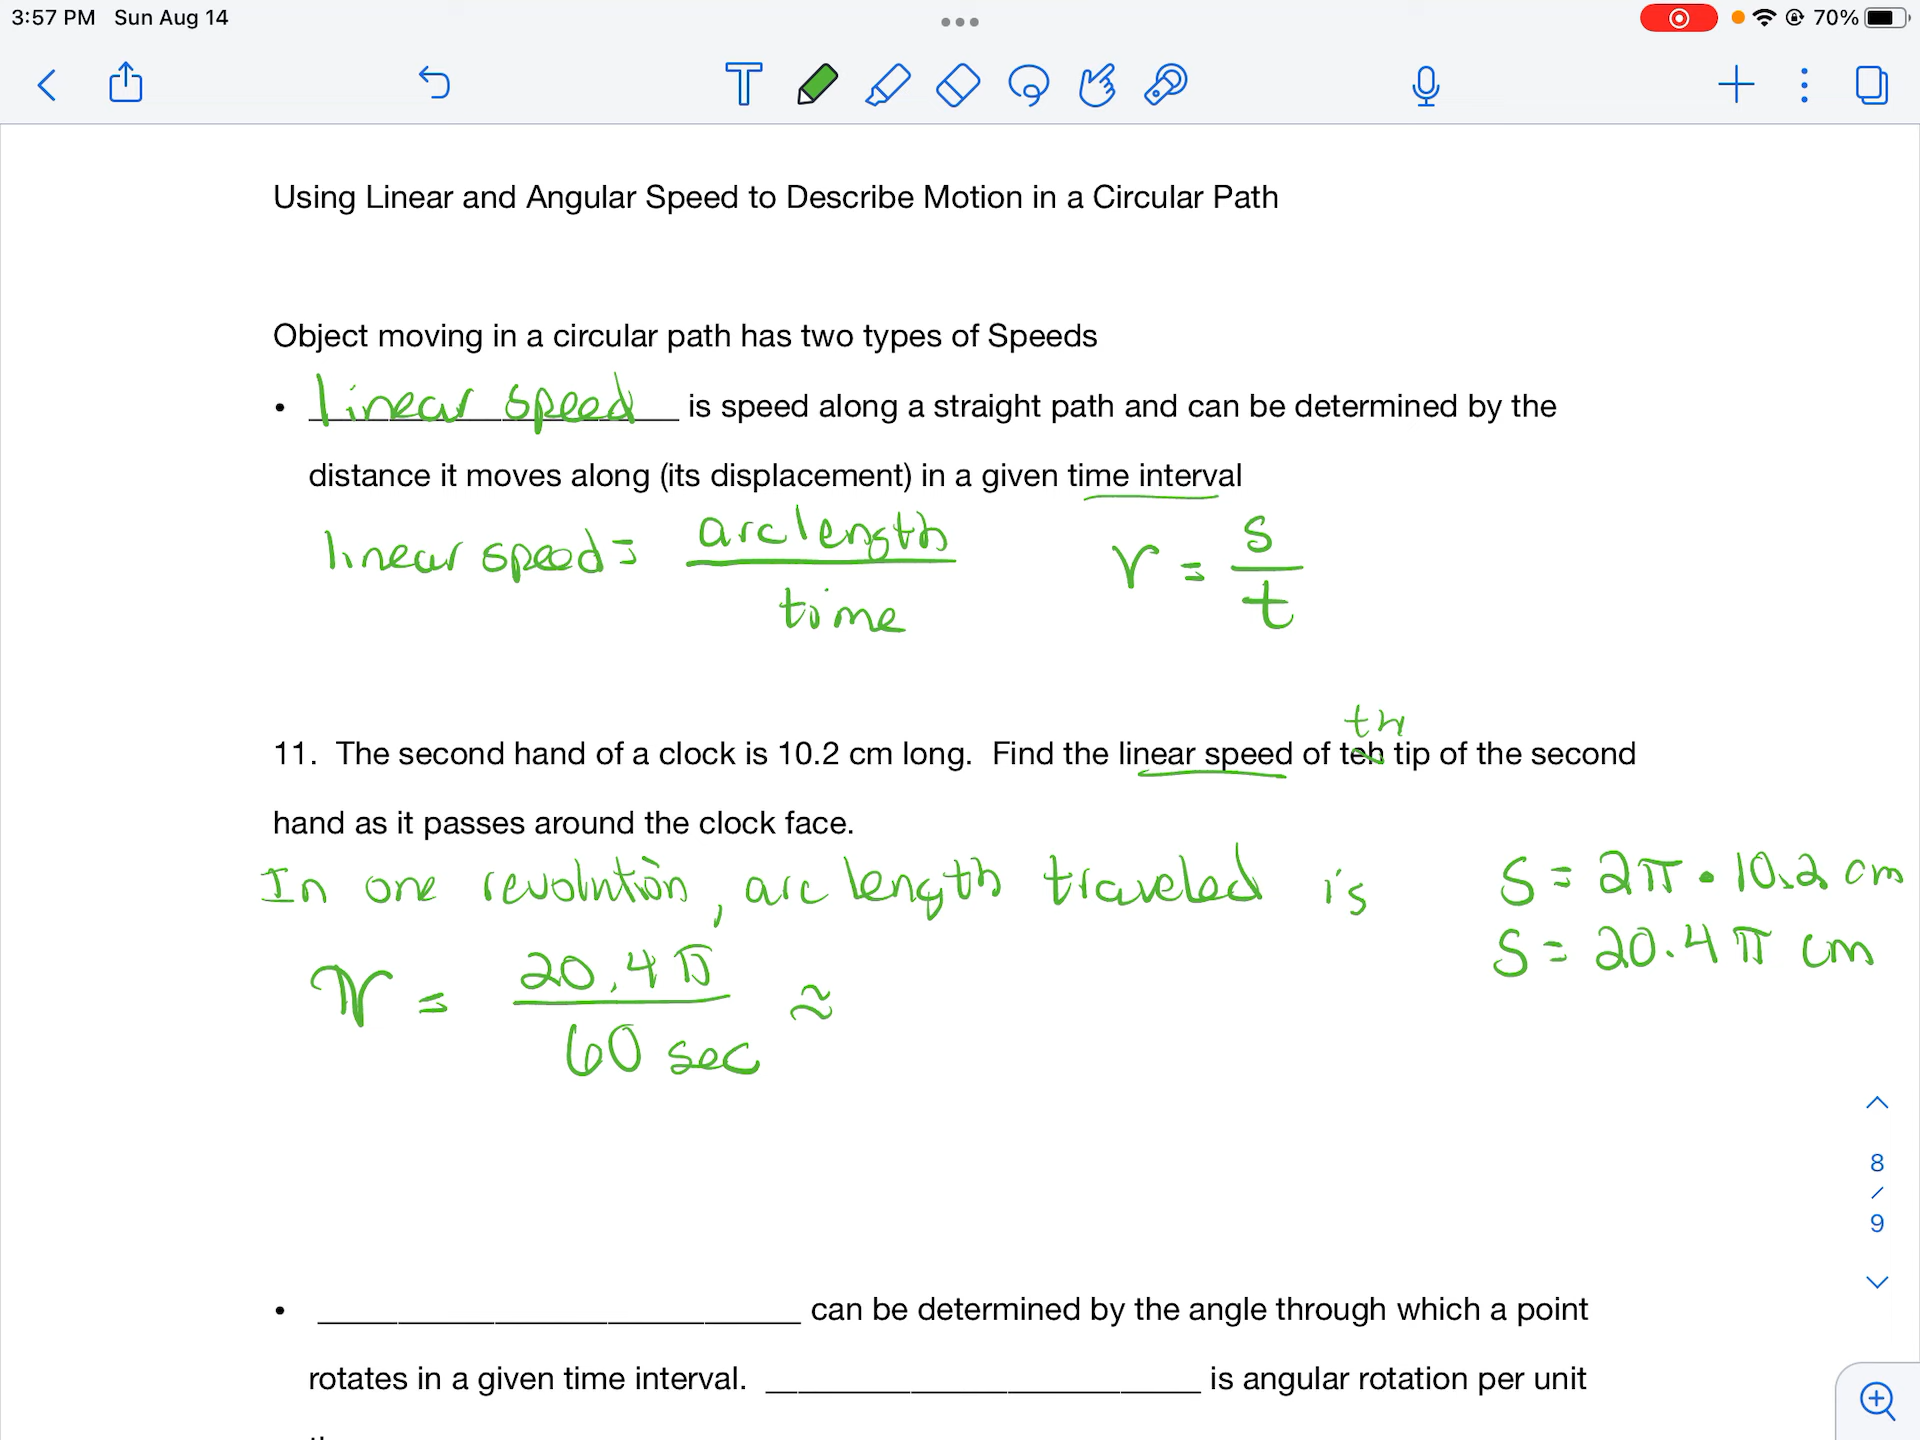 3:57 PM Sun Aug 14
70%
Using Linear and Angular Speed to Describe Motion in a Circular Path
Object moving in a circular path has two types of Speeds
• linear speed is speed along a straight path and can be determined by the
distance it moves along (its displacement) in a given time interval
linear speed = arc length / time v = s / t
th
11. The second hand of a clock is 10.2 cm long. Find the linear speed of teh tip of the second
hand as it passes around the clock face.
In one revolution, arc length traveled is s = 2π · 10.2 cm
s = 20.4 π cm
v = 20.4 π / 60 sec ≈
8
/
9
• ____________________ can be determined by the angle through which a point
rotates in a given time interval. ____________________ is angular rotation per unit